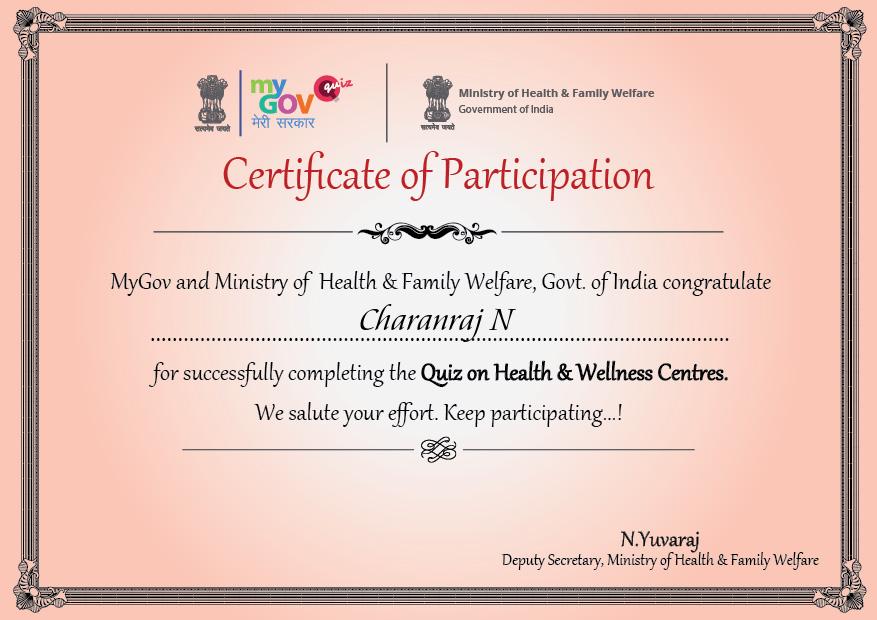 सत्यमेव जयते
my
GOV
quiz
मेरी सरकार
सत्यमेव जयते
Ministry of Health & Family Welfare
Government of India
Certificate of Participation
MyGov and Ministry of Health & Family Welfare, Govt. of India congratulate
Charanraj N
for successfully completing the Quiz on Health & Wellness Centres.
We salute your effort. Keep participating...!
N.Yuvaraj
Deputy Secretary, Ministry of Health & Family Welfare